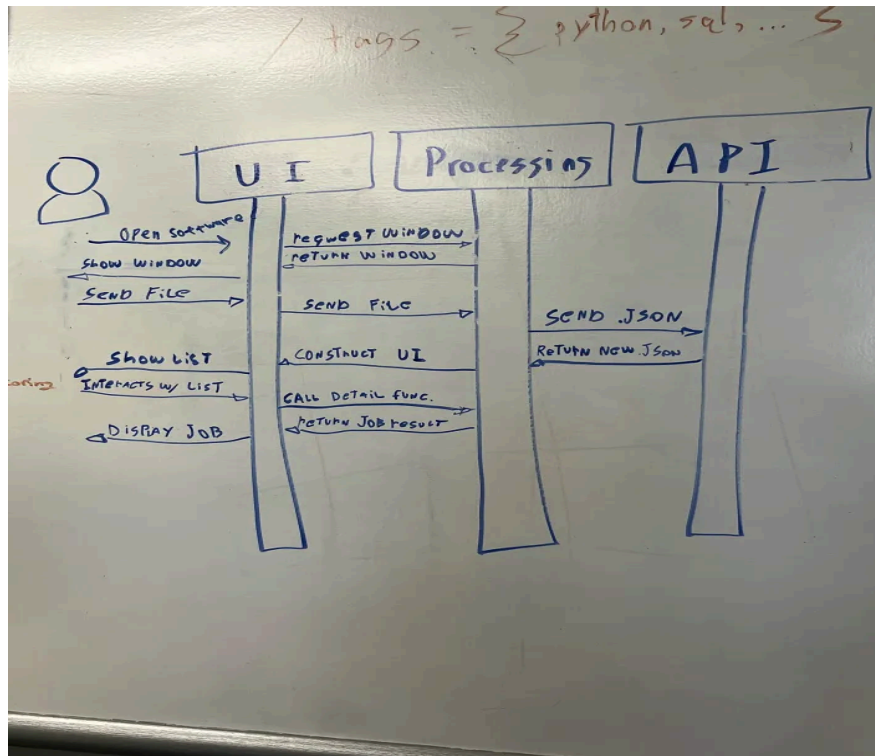 / tags = { python, sql, ... }
UI
Processing
API
OPEN Software
request WINDOW
SHOW WINDOW
return WINDOW
SEND FILE
SEND FILE
SEND .JSON
SHOW LIST
CONSTRUCT UI
RETURN NEW.JSON
INTERACTS W/ LIST
CALL DETAIL FUNC.
DISPLAY JOB
return JOB result